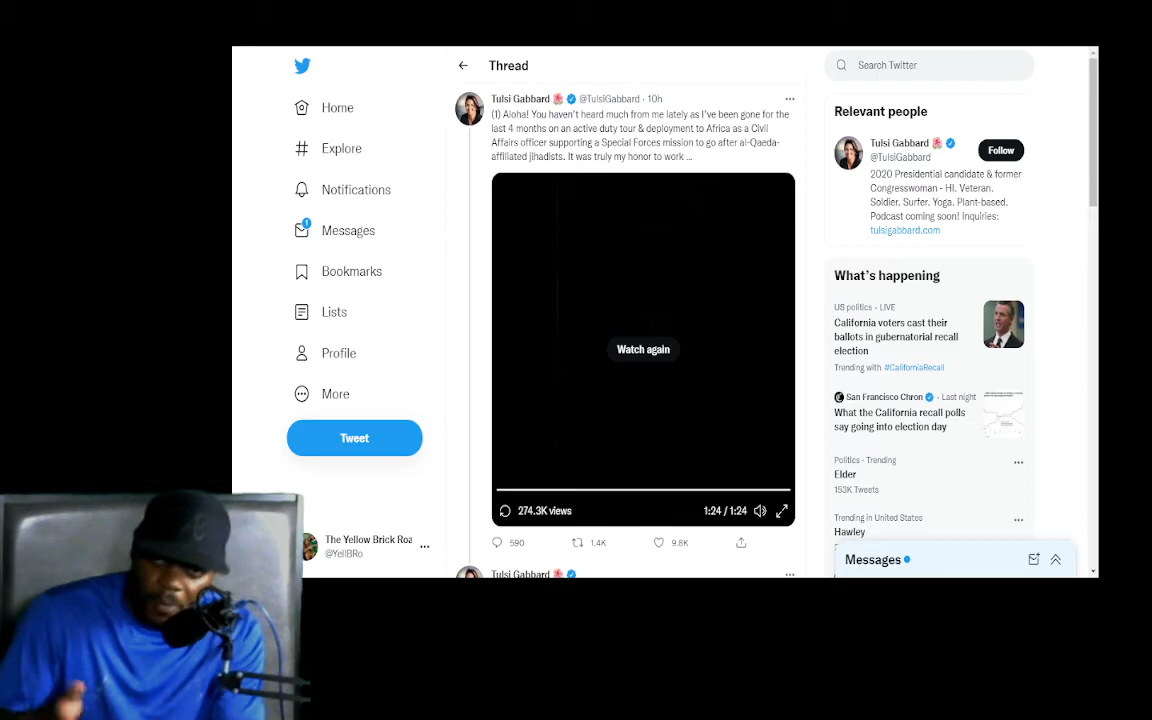 Thread
Search Twitter
Home
Explore
Notifications
1
Messages
Bookmarks
Lists
Profile
More
Tweet
The Yellow Brick Roa
@YellBRo
...
Tulsi Gabbard @TulsiGabbard · 10h
...
(1) Aloha! You haven't heard much from me lately as I've been gone for the
last 4 months on an active duty tour & deployment to Africa as a Civil
Affairs officer supporting a Special Forces mission to go after al-Qaeda-
affiliated jihadists. It was truly my honor to work ...
Watch again
274.3K views
1:24 / 1:24
590
1.4K
9.8K
Tulsi Gabbard
...
Relevant people
Tulsi Gabbard
@TulsiGabbard
Follow
2020 Presidential candidate & former
Congresswoman - HI. Veteran.
Soldier. Surfer. Yoga. Plant-based.
Podcast coming soon! Inquiries:
tulsigabbard.com
What's happening
US politics · LIVE
California voters cast their
ballots in gubernatorial recall
election
Trending with #CaliforniaRecall
San Francisco Chron · Last night
What the California recall polls
say going into election day
Politics · Trending
...
Elder
153K Tweets
Trending in United States
...
Hawley
Messages